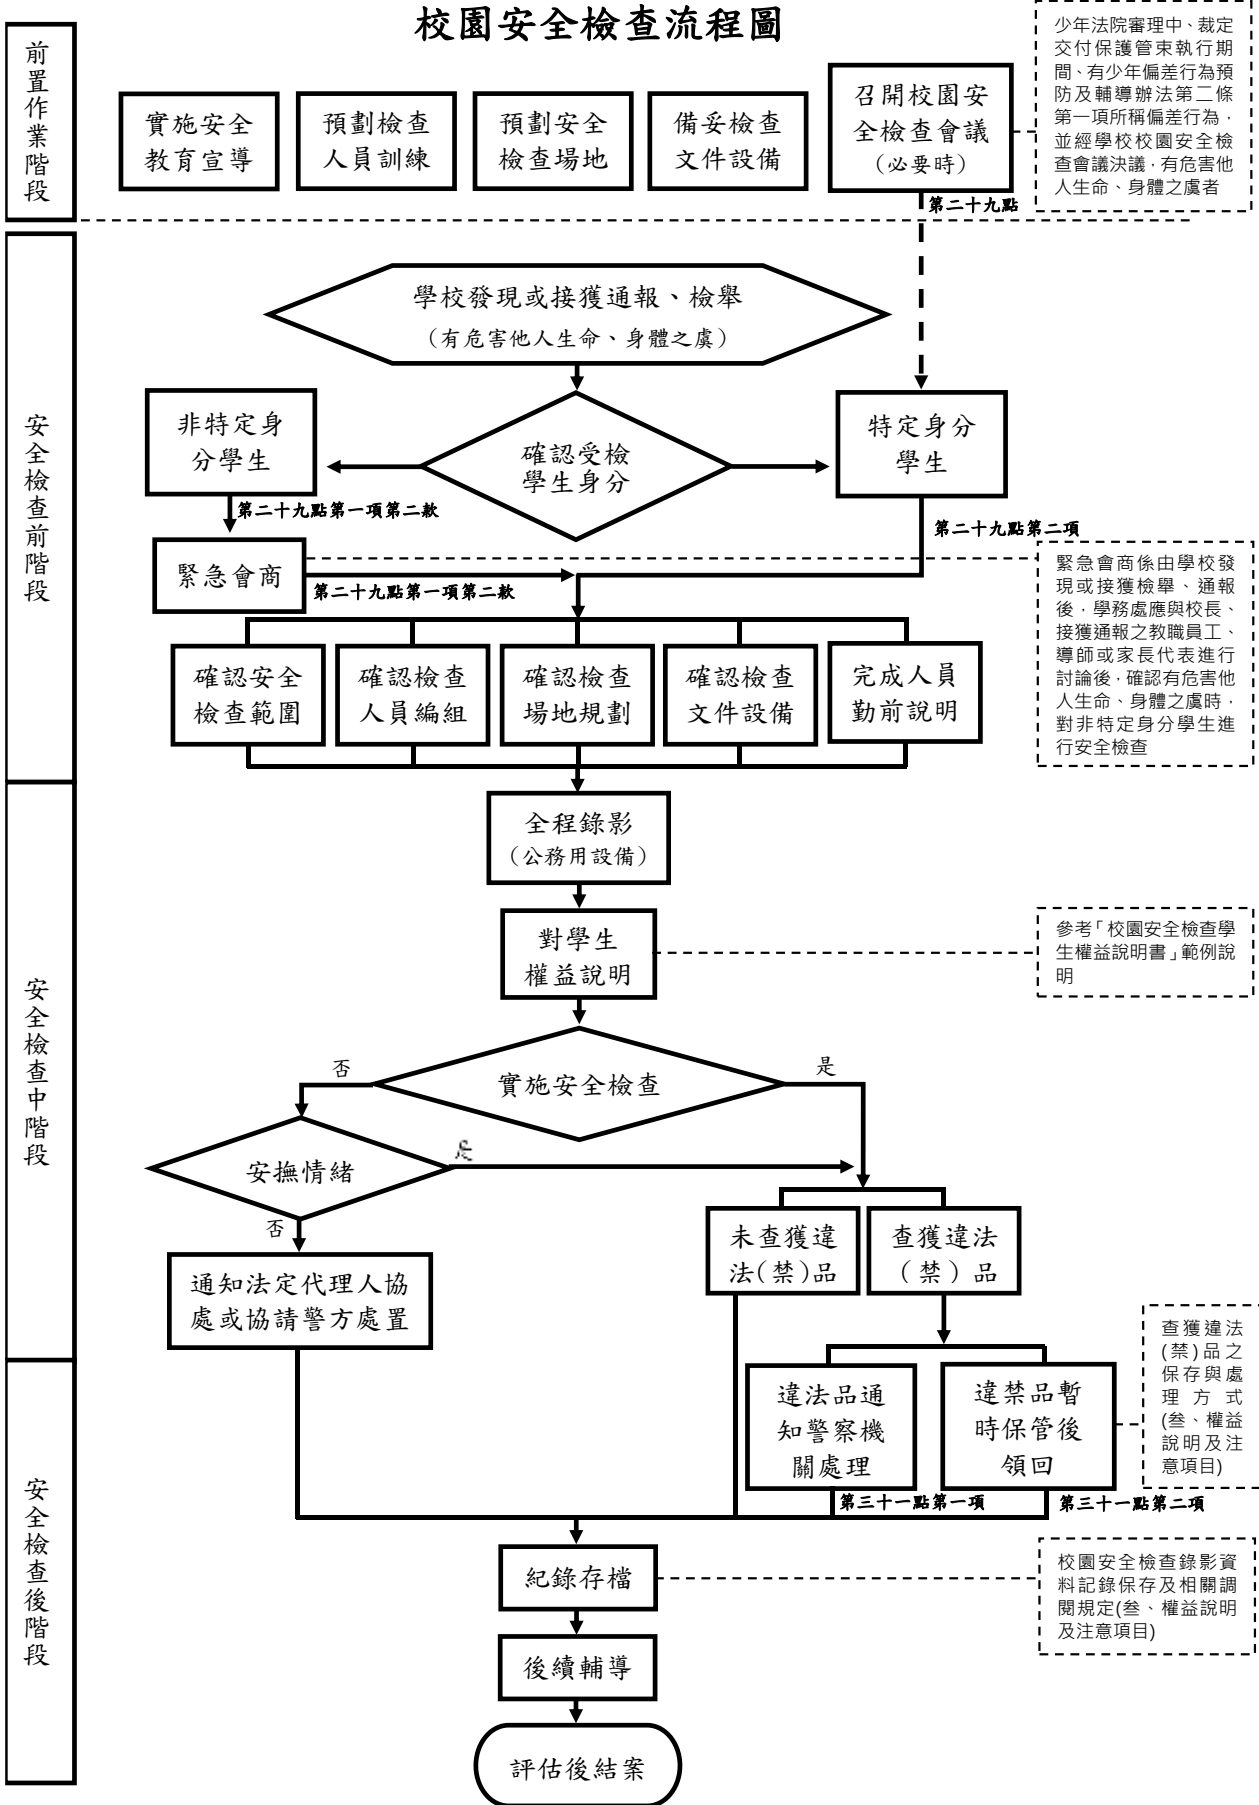 校園安全檢查流程圖
前置作業階段
實施安全
教育宣導
預劃檢查
人員訓練
預劃安全
檢查場地
備妥檢查
文件設備
召開校園安
全檢查會議
(必要時)
少年法院審理中、裁定
交付保護管束執行期
間、有少年偏差行為預
防及輔導辦法第二條
第一項所稱偏差行為，
並經學校校園安全檢
查會議決議，有危害他
人生命、身體之虞者
第二十九點
安全檢查前階段
學校發現或接獲通報、檢舉
(有危害他人生命、身體之虞)
非特定身
分學生
確認受檢
學生身分
特定身分
學生
第二十九點第一項第二款
第二十九點第二項
緊急會商
第二十九點第一項第二款
緊急會商係由學校發
現或接獲檢舉、通報
後，學務處應與校長、
接獲通報之教職員工、
導師或家長代表進行
討論後，確認有危害他
人生命、身體之虞時，
對非特定身分學生進
行安全檢查
確認安全
檢查範圍
確認檢查
人員編組
確認檢查
場地規劃
確認檢查
文件設備
完成人員
勤前說明
安全檢查中階段
全程錄影
(公務用設備)
對學生
權益說明
參考「校園安全檢查學
生權益說明書」範例說
明
實施安全檢查
否
是
安撫情緒
是
否
通知法定代理人協
處或協請警方處置
未查獲違
法(禁)品
查獲違法
(禁)品
安全檢查後階段
違法品通
知警察機
關處理
違禁品暫
時保管後
領回
查獲違法
(禁)品之
保存與處
理方式
(叁、權益
說明及注
意項目)
第三十一點第一項
第三十一點第二項
紀錄存檔
校園安全檢查錄影資
料記錄保存及相關調
閱規定(叁、權益說明
及注意項目)
後續輔導
評估後結案